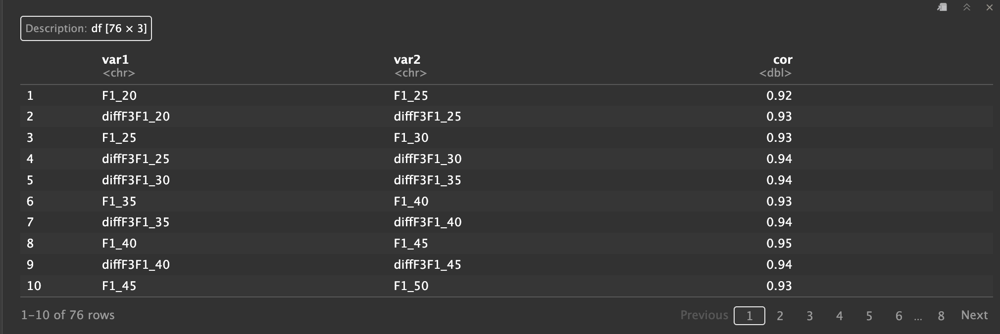 Description: df [76 × 3]
var1 var2 cor
<chr> <chr> <dbl>
1 F1_20 F1_25 0.92
2 diffF3F1_20 diffF3F1_25 0.93
3 F1_25 F1_30 0.93
4 diffF3F1_25 diffF3F1_30 0.94
5 diffF3F1_30 diffF3F1_35 0.94
6 F1_35 F1_40 0.93
7 diffF3F1_35 diffF3F1_40 0.94
8 F1_40 F1_45 0.95
9 diffF3F1_40 diffF3F1_45 0.94
10 F1_45 F1_50 0.93
1-10 of 76 rows Previous 1 2 3 4 5 6 ... 8 Next